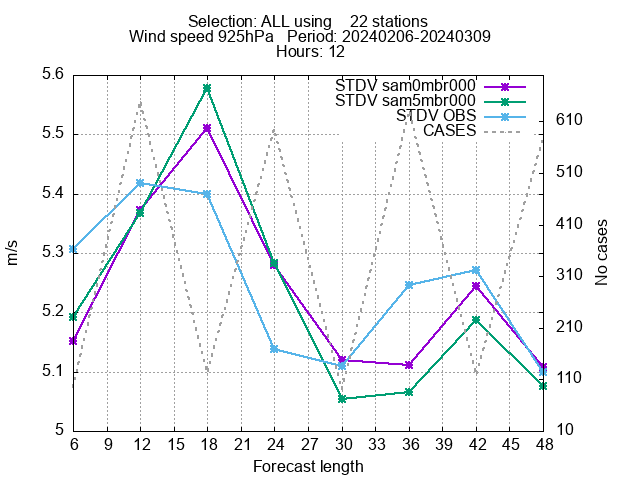 Selection: ALL using    22 stations
Wind speed 925hPa   Period: 20240206-20240309
Hours: 12
STDV sam0mbr000
STDV sam5mbr000
STDV OBS
CASES
m/s
5.6
5.5
5.4
5.3
5.2
5.1
5
No cases
610
510
410
310
210
110
10
6 12 15 18 21 24 27 30 33 36 39 42 45 48
Forecast length